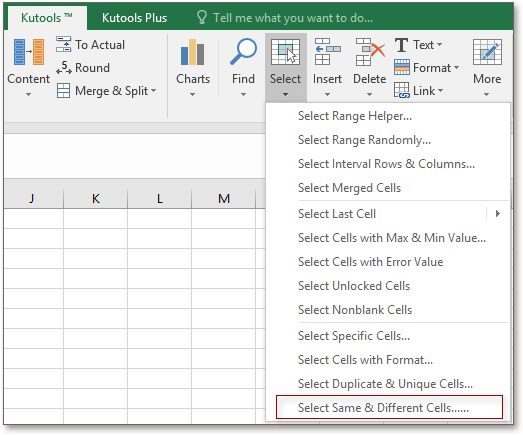 Kutools ™ Kutools Plus Tell me what you want to do...
To Actual
Round
Merge & Split
Content
Charts
Find
Select
Insert
Delete
Text
Format
Link
More
Select Range Helper...
Select Range Randomly...
Select Interval Rows & Columns...
Select Merged Cells
Select Last Cell
Select Cells with Max & Min Value...
Select Cells with Error Value
Select Unlocked Cells
Select Nonblank Cells
Select Specific Cells...
Select Cells with Format...
Select Duplicate & Unique Cells...
Select Same & Different Cells......
J K L M